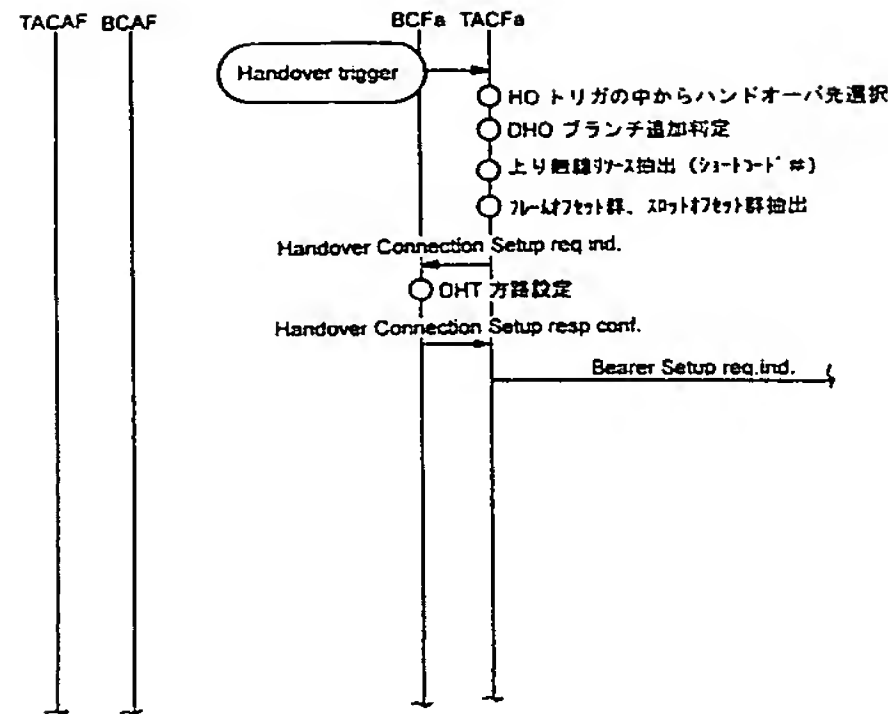 TACAF BCAF BCFa TACFa
Handover trigger
HO トリガの中からハンドオーバ先選択
DHO ブランチ追加判定
上り無線リソース抽出 (ショートコード #)
フレームオフセット群、スロットオフセット群抽出
Handover Connection Setup req ind.
DHT 方路設定
Handover Connection Setup resp conf.
Bearer Setup req.ind.